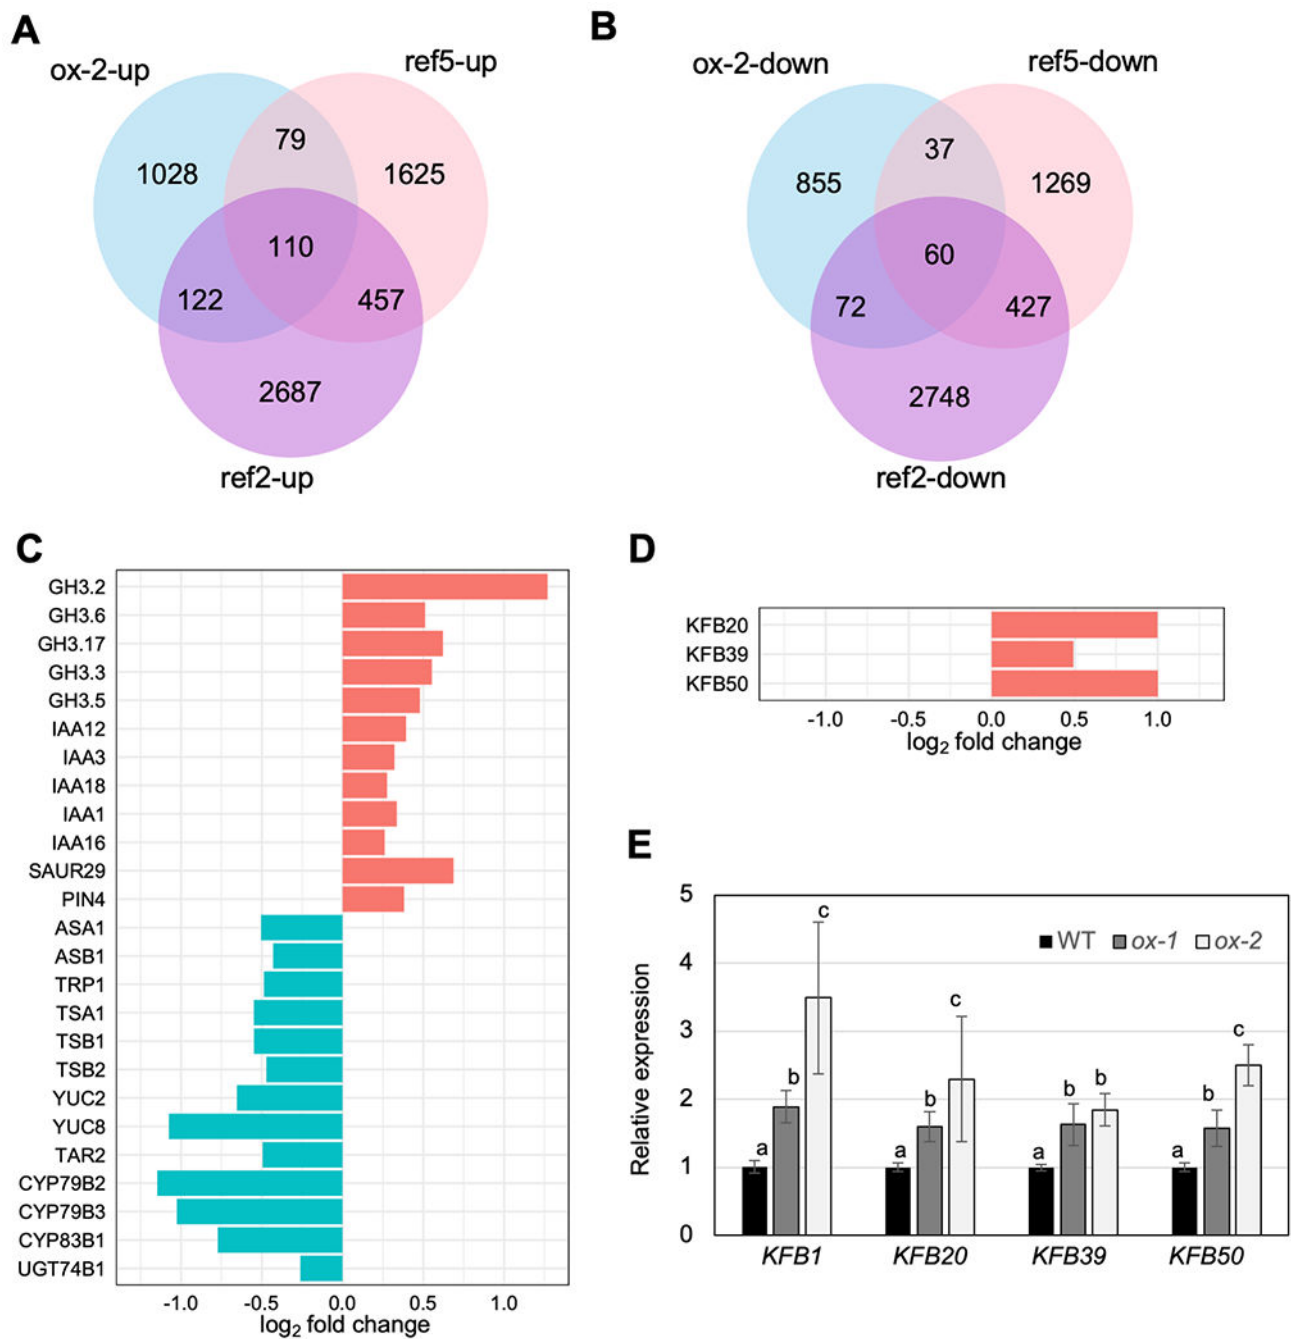 A
ox-2-up
ref5-up
79
1028
1625
110
122
457
2687
ref2-up
B
ox-2-down
ref5-down
37
855
1269
60
72
427
2748
ref2-down
C
GH3.2
GH3.6
GH3.17
GH3.3
GH3.5
IAA12
IAA3
IAA18
IAA1
IAA16
SAUR29
PIN4
ASA1
ASB1
TRP1
TSA1
TSB1
TSB2
YUC2
YUC8
TAR2
CYP79B2
CYP79B3
CYP83B1
UGT74B1
-1.0 -0.5 0.0 0.5 1.0
log2 fold change
D
KFB20
KFB39
KFB50
-1.0 -0.5 0.0 0.5 1.0
log2 fold change
E
Relative expression
5
4
3
2
1
0
WT ox-1 ox-2
a b c
a b c
a b b
a b c
KFB1 KFB20 KFB39 KFB50